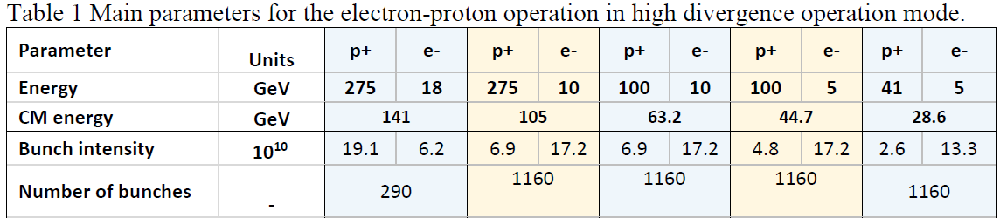 Table 1 Main parameters for the electron-proton operation in high divergence operation mode.
Parameter Units p+ e- p+ e- p+ e- p+ e- p+ e-
Energy GeV 275 18 275 10 100 10 100 5 41 5
CM energy GeV 141 105 63.2 44.7 28.6
Bunch intensity 10¹⁰ 19.1 6.2 6.9 17.2 6.9 17.2 4.8 17.2 2.6 13.3
Number of bunches - 290 1160 1160 1160 1160